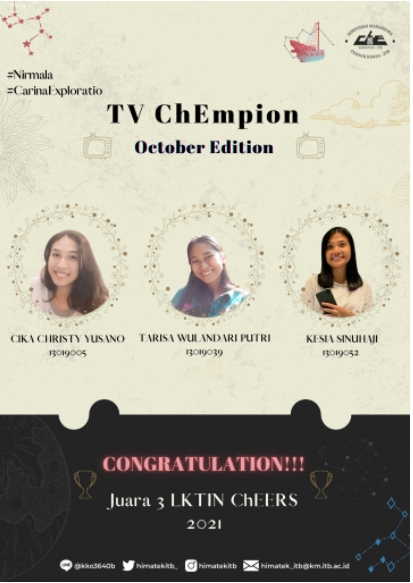 #Nirmala
#CarinaExploratio
TV ChEmpion
October Edition
CIKA CHRISTY YUSANO
13019005
TARISA WULANDARI PUTRI
13019039
KESIA SINUHAJI
13019052
CONGRATULATION!!!
Juara 3 LKTIN ChEERS
2021
@kko3640b
himatekitb_
himatekitb
himatek_itb@km.itb.ac.id